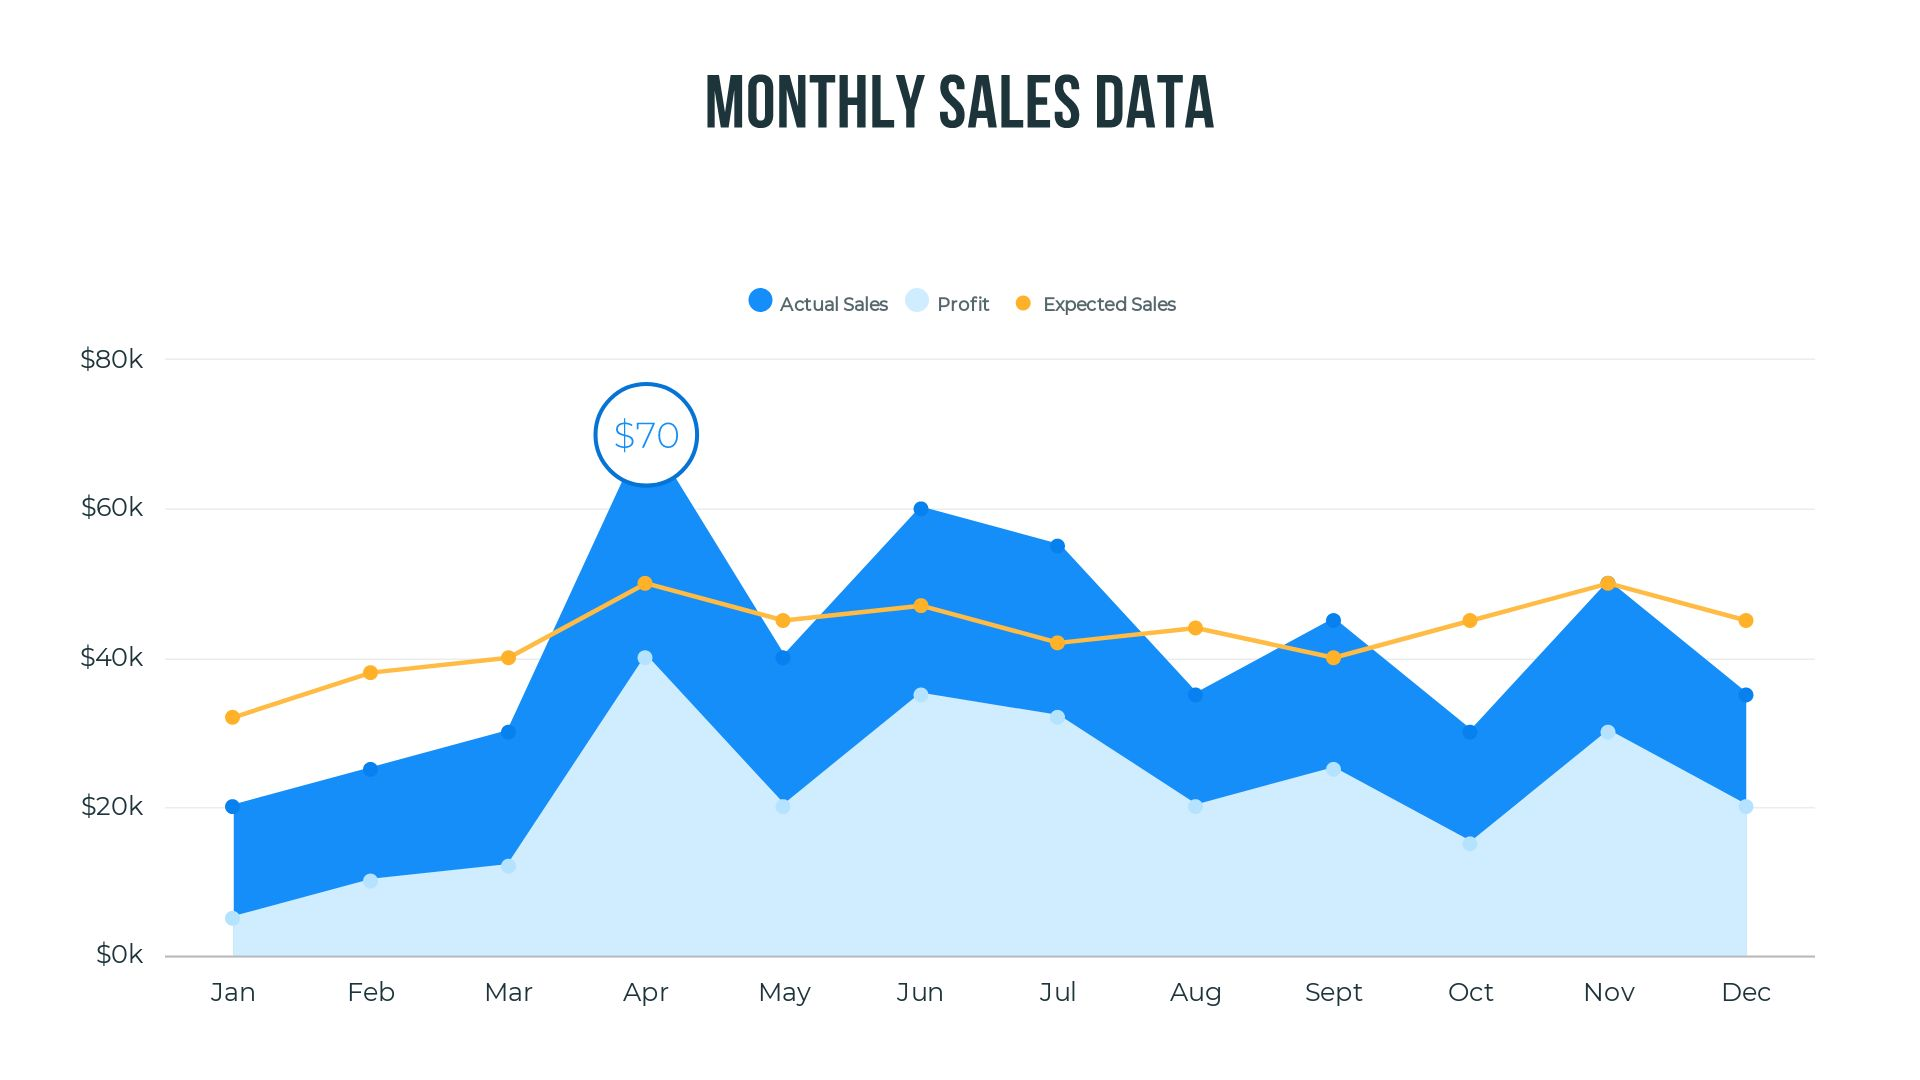 MONTHLY SALES DATA
Actual Sales Profit Expected Sales
$80k
$70
$60k
$40k
$20k
$0k
Jan Feb Mar Apr May Jun Jul Aug Sept Oct Nov Dec